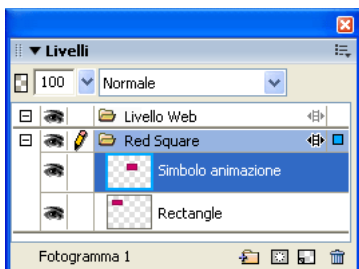 Livelli
100 Normale
Livello Web
Red Square
Simbolo animazione
Rectangle
Fotogramma 1